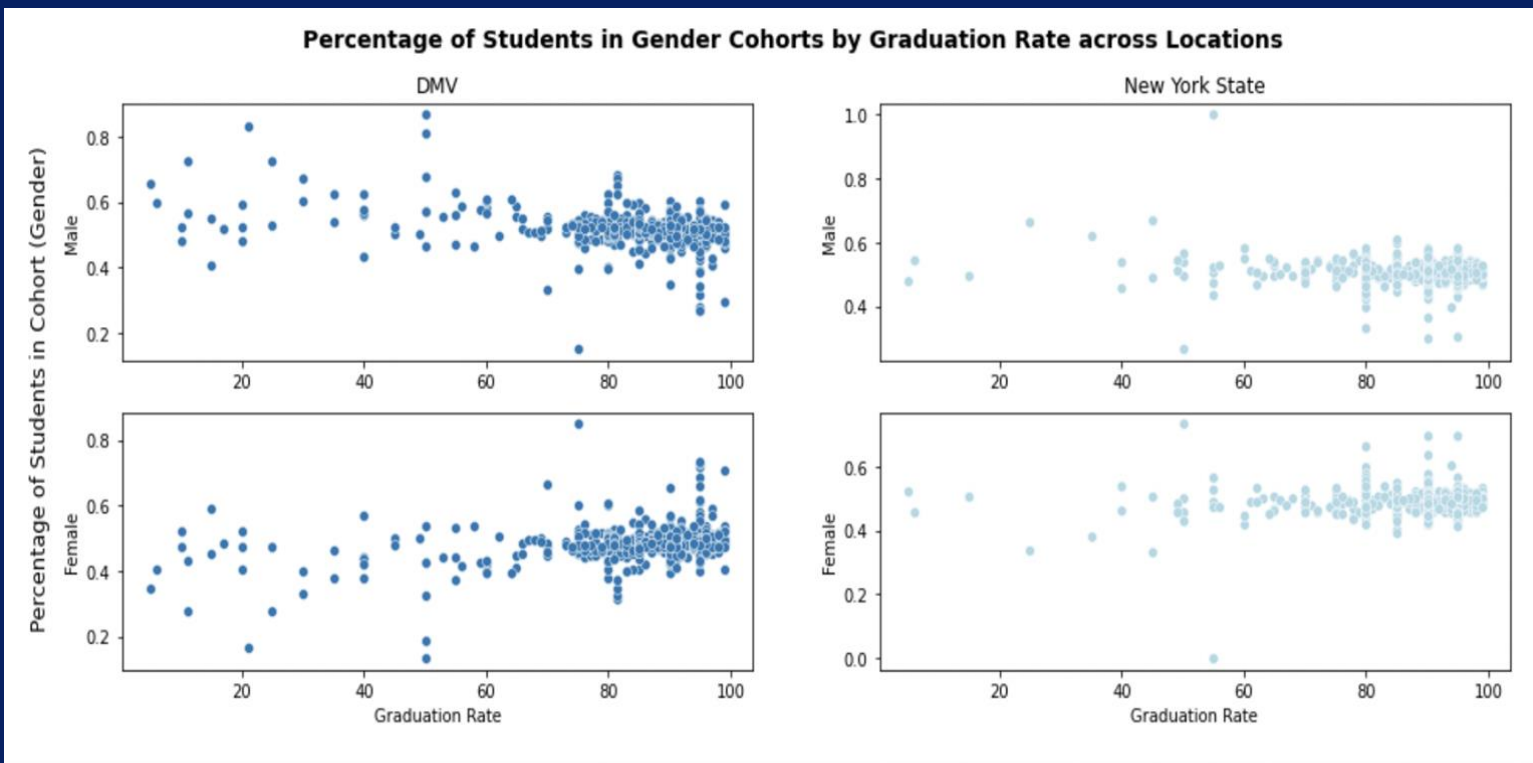 Percentage of Students in Gender Cohorts by Graduation Rate across Locations
Percentage of Students in Cohort (Gender)
DMV
Male
0.8
0.6
0.4
0.2
20 40 60 80 100
New York State
Male
1.0
0.8
0.6
0.4
20 40 60 80 100
Female
0.8
0.6
0.4
0.2
20 40 60 80 100
Graduation Rate
Female
0.6
0.4
0.2
0.0
20 40 60 80 100
Graduation Rate